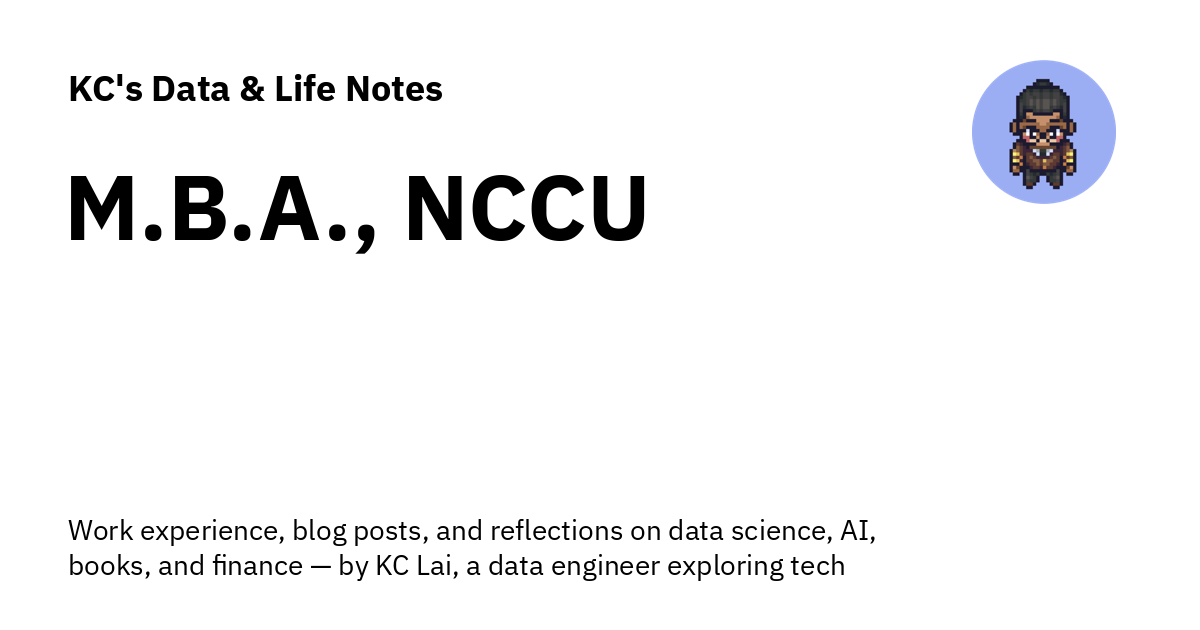 KC's Data & Life Notes
M.B.A., NCCU
Work experience, blog posts, and reflections on data science, AI,
books, and finance — by KC Lai, a data engineer exploring tech